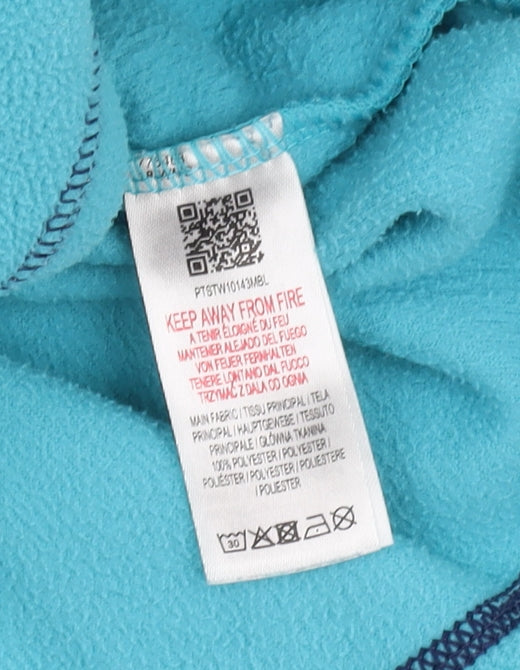 PTSTW10143MBL
KEEP AWAY FROM FIRE
A TENIR ÉLOIGNÉ DU FEU
MANTENER ALEJADO DEL FUEGO
VON FEUER FERNHALTEN
TENERE LONTANO DAL FUOCO
TRZYMAĆ Z DALA OD OGNIA
MAIN FABRIC / TISSU PRINCIPAL / TELA
PRINCIPAL / HAUPTGEWEBE / TESSUTO
PRINCIPALE / GLÓWNA TKANINA
100% POLYESTER / POLYESTER /
POLIÉSTER / POLYESTER / POLIESTERE
/ POLIESTER
30